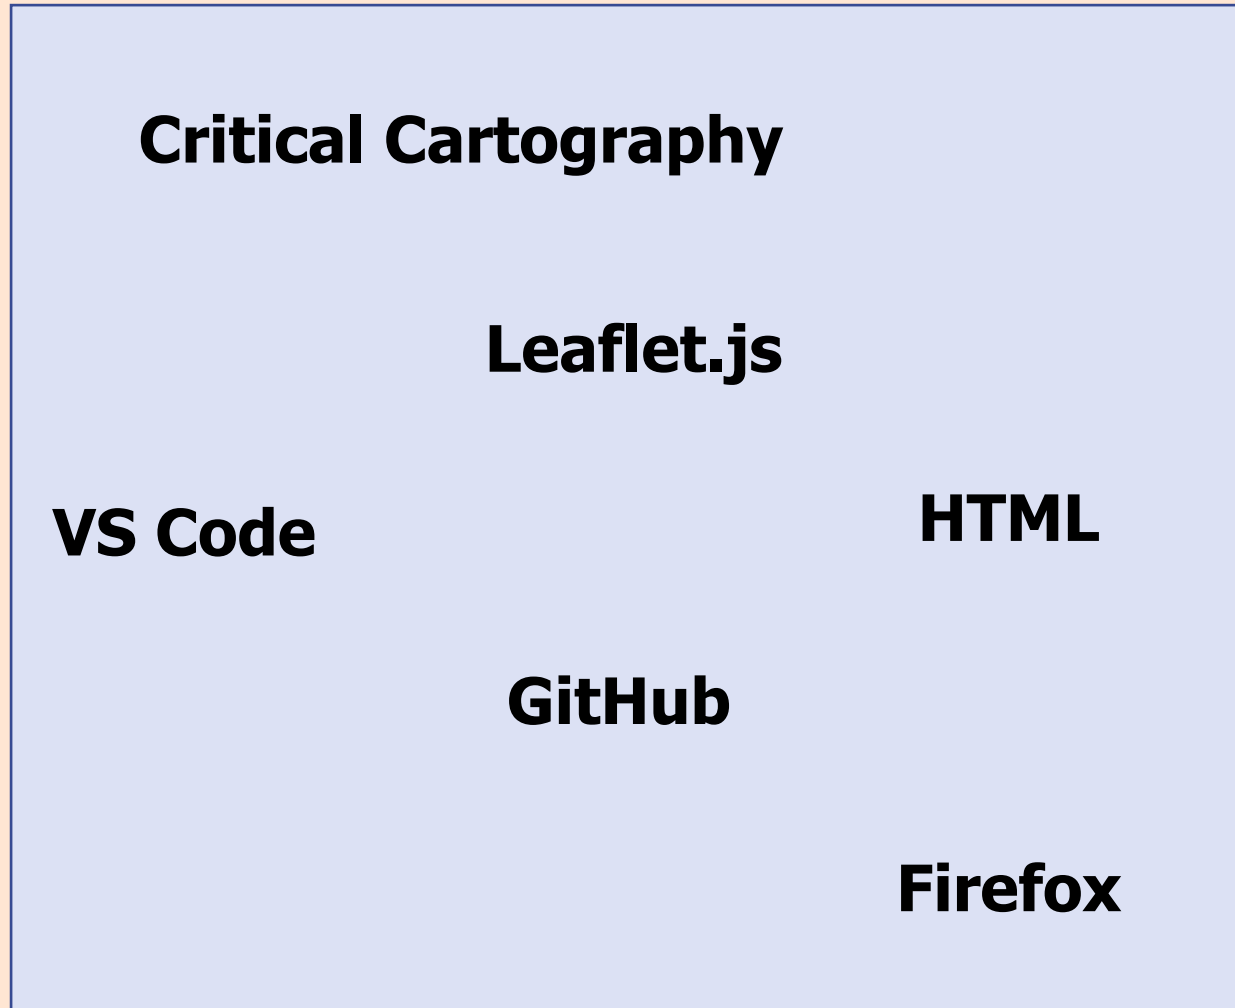 Critical Cartography
Leaflet.js
HTML
VS Code
GitHub
Firefox